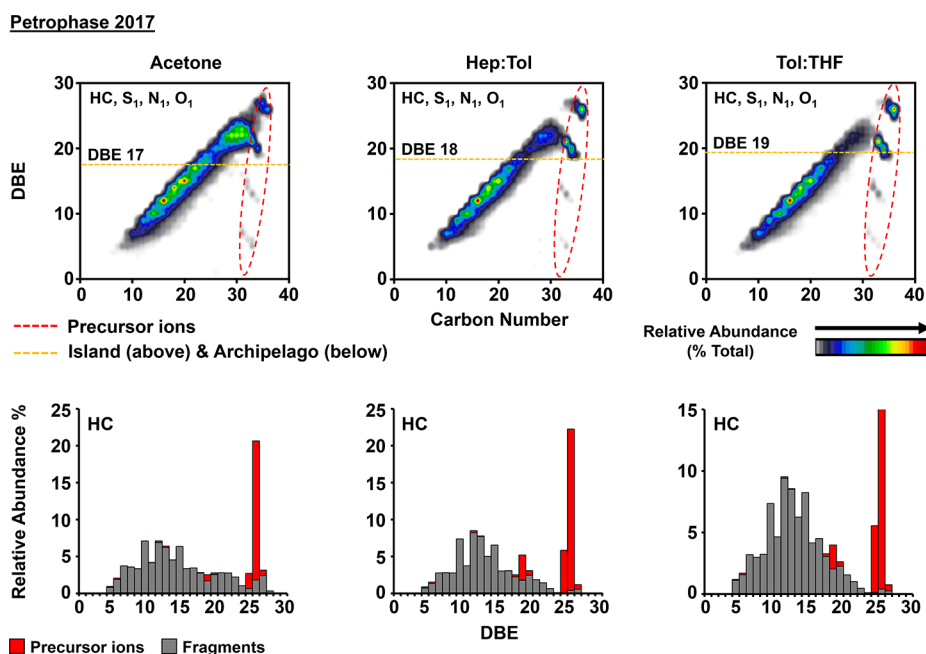 Petrophase 2017
Acetone
Hep:Tol
Tol:THF
DBE
30
20
10
0
HC, S₁, N₁, O₁
DBE 17
0 10 20 30 40
30
20
10
0
HC, S₁, N₁, O₁
DBE 18
0 10 20 30 40
Carbon Number
30
20
10
0
HC, S₁, N₁, O₁
DBE 19
0 10 20 30 40
Precursor ions
Island (above) & Archipelago (below)
Relative Abundance
(% Total)
Relative Abundance %
25
20
15
10
5
0
HC
0 5 10 15 20 25 30
25
20
15
10
5
0
HC
0 5 10 15 20 25 30
DBE
15
10
5
0
HC
0 5 10 15 20 25 30
Precursor ions
Fragments